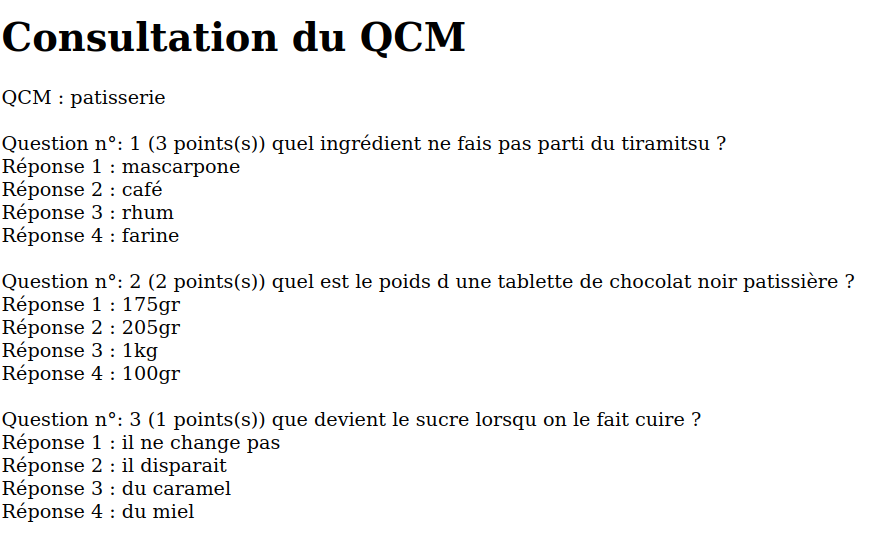 Consultation du QCM
QCM : patisserie
Question n°: 1 (3 points(s)) quel ingrédient ne fais pas parti du tiramitsu ?
Réponse 1 : mascarpone
Réponse 2 : café
Réponse 3 : rhum
Réponse 4 : farine
Question n°: 2 (2 points(s)) quel est le poids d une tablette de chocolat noir patissière ?
Réponse 1 : 175gr
Réponse 2 : 205gr
Réponse 3 : 1kg
Réponse 4 : 100gr
Question n°: 3 (1 points(s)) que devient le sucre lorsqu on le fait cuire ?
Réponse 1 : il ne change pas
Réponse 2 : il disparait
Réponse 3 : du caramel
Réponse 4 : du miel